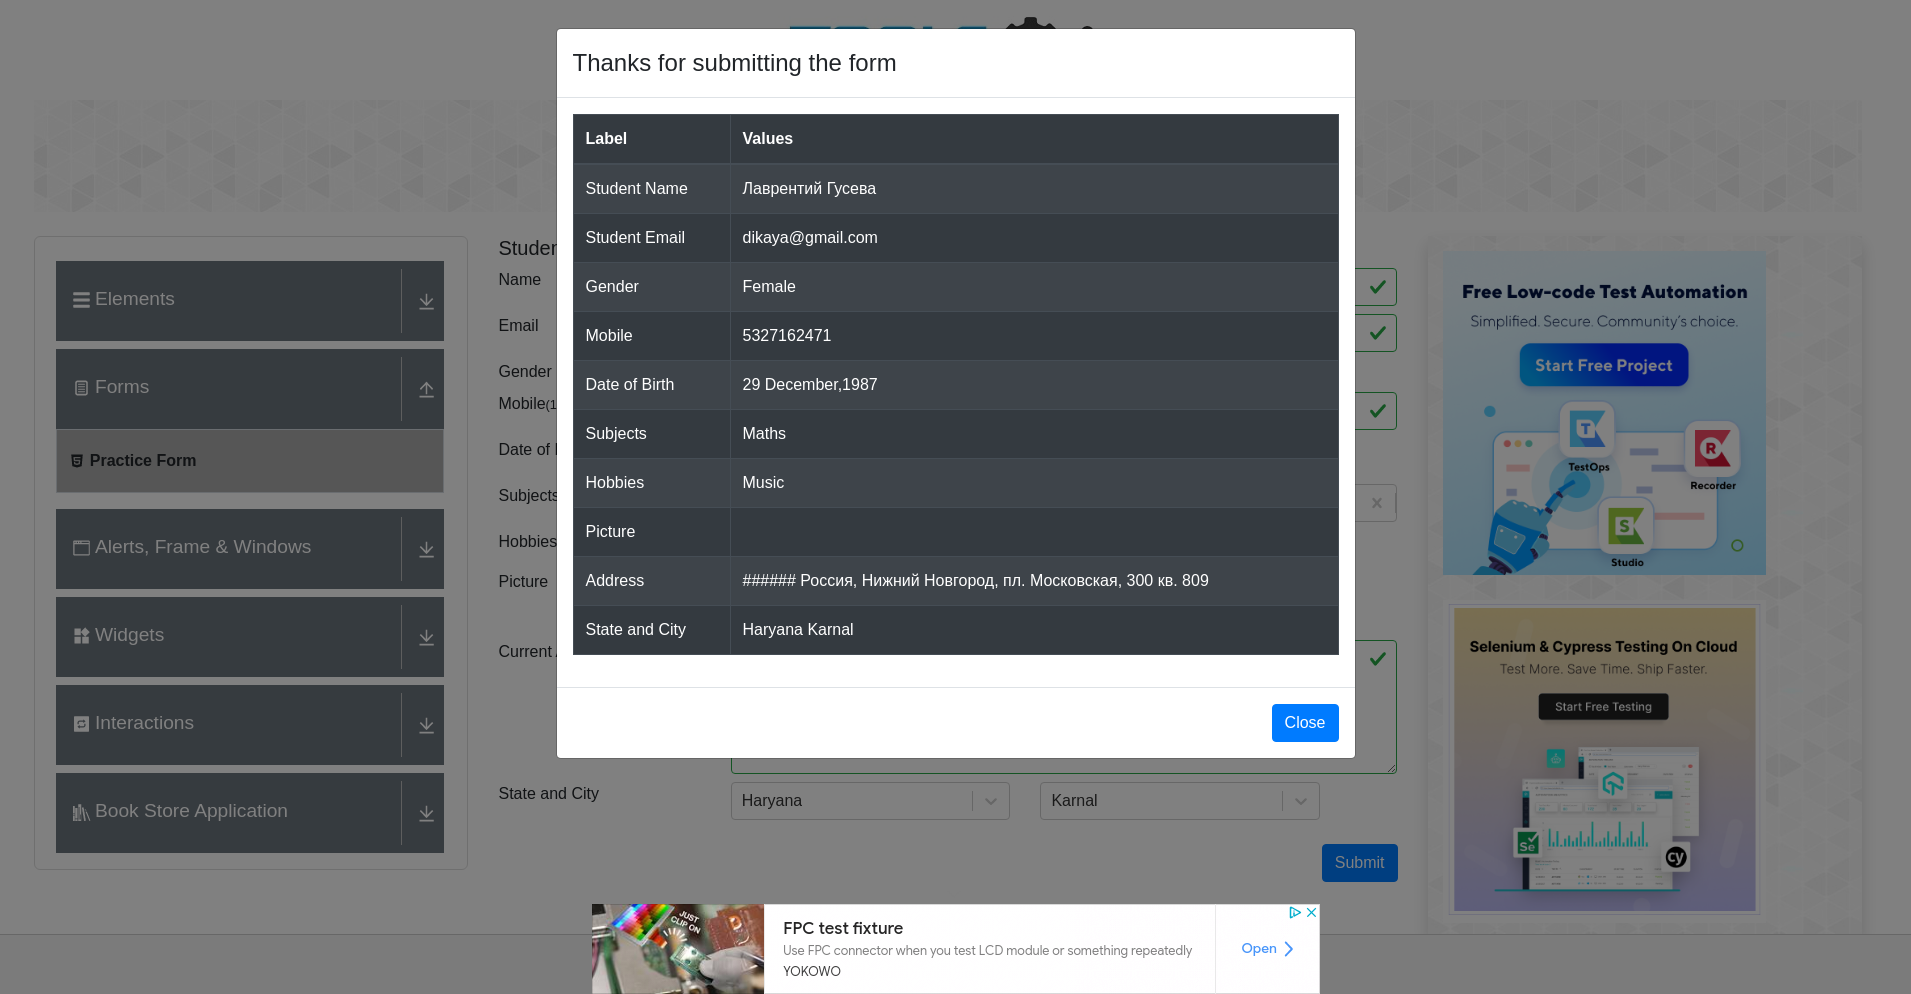 Thanks for submitting the form
Label Values
Student Name Лаврентий Гусева
Student Email dikaya@gmail.com
Gender Female
Mobile 5327162471
Date of Birth 29 December,1987
Subjects Maths
Hobbies Music
Picture
Address ###### Россия, Нижний Новгород, пл. Московская, 300 кв. 809
State and City Haryana Karnal
Close
Elements
Forms
Practice Form
Alerts, Frame & Windows
Widgets
Interactions
Book Store Application
Name
Email
Gender
Mobile(1
Date of
Subjects
Hobbies
Picture
Current
State and City Haryana Karnal
Submit
Free Low-code Test Automation
Simplified. Secure. Community's choice.
Start Free Project
TestOps
Recorder
Studio
Selenium & Cypress Testing On Cloud
Test More. Save Time. Ship Faster.
Start Free Testing
Se
cy
JUST
CLIP ON
FPC test fixture
Use FPC connector when you test LCD module or something repeatedly
YOKOWO
Open